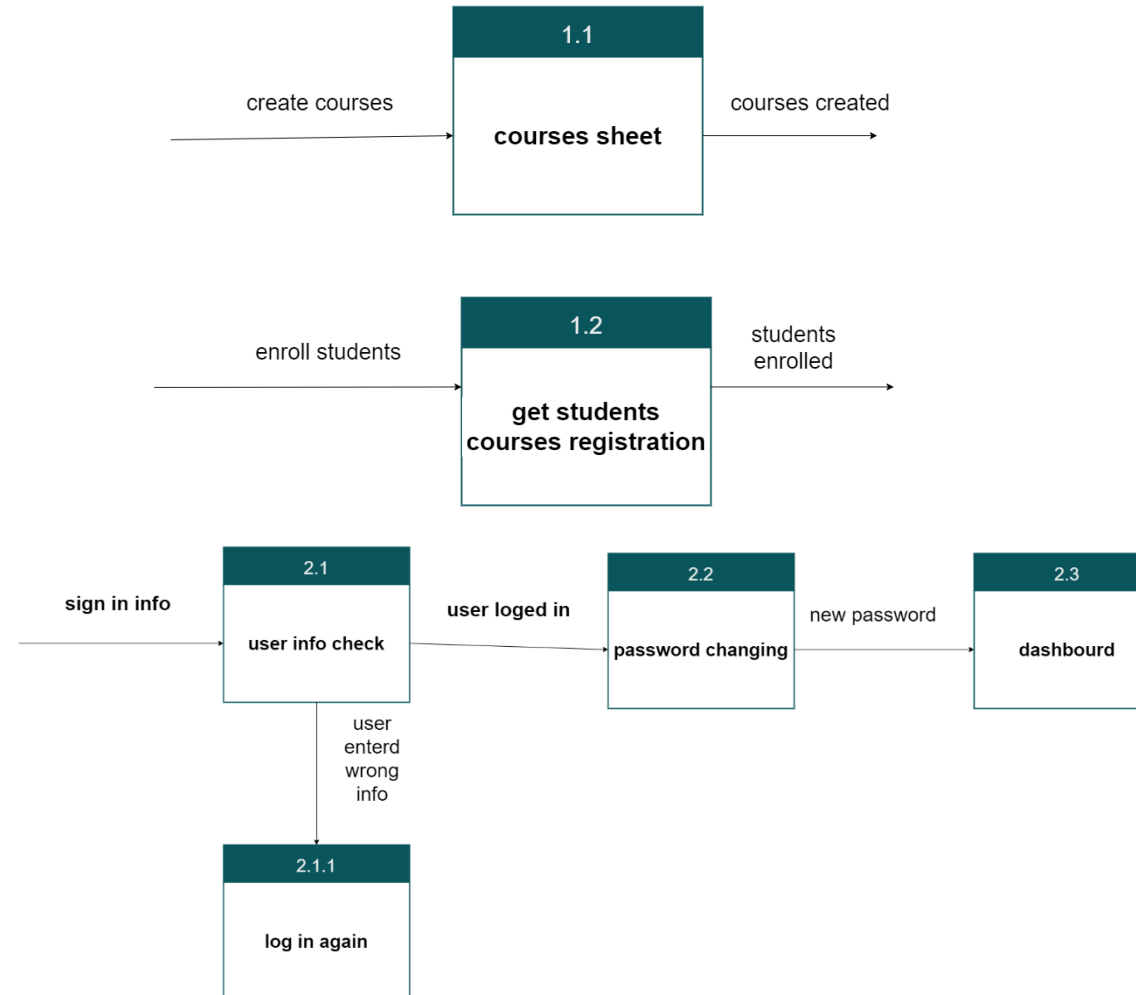 1.1
create courses
courses created
courses sheet
1.2
enroll students
students
enrolled
get students
courses registration
2.1
2.2
2.3
sign in info
user loged in
new password
user info check
password changing
dashbourd
user
enterd
wrong
info
2.1.1
log in again